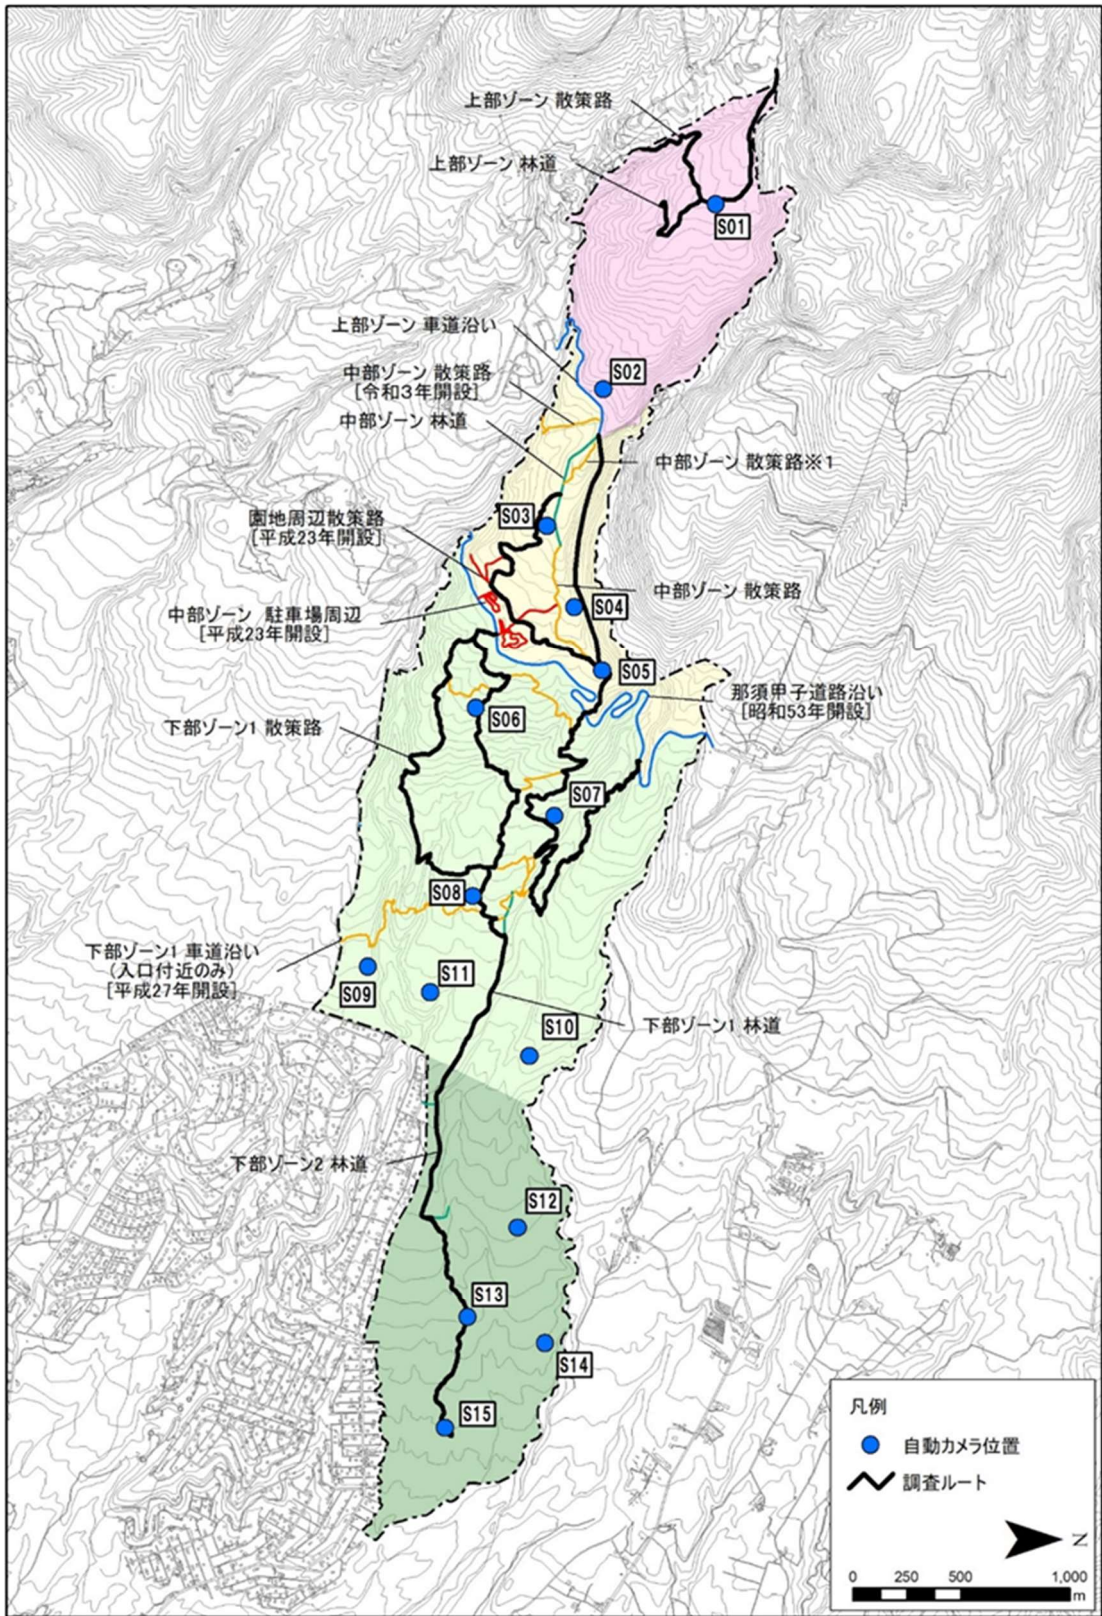 上部ゾーン 散策路
上部ゾーン 林道
S01
上部ゾーン 車道沿い
中部ゾーン 散策路
[令和3年開設]
S02
中部ゾーン 林道
中部ゾーン 散策路※1
園地周辺散策路
[平成23年開設]
S03
中部ゾーン 散策路
中部ゾーン 駐車場周辺
[平成23年開設]
S04
S05
那須甲子道路沿い
[昭和53年開設]
下部ゾーン1 散策路
S06
S07
S08
下部ゾーン1 車道沿い
(入口付近のみ)
[平成27年開設]
S09
S11
S10
下部ゾーン1 林道
下部ゾーン2 林道
S12
S13
S14
S15
凡例
自動カメラ位置
調査ルート
N
0 250 500 1,000
m